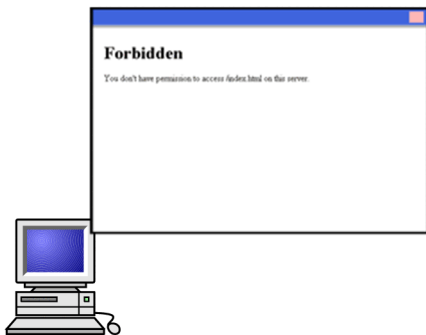 Forbidden
You don't have permission to access /index.html on this server.